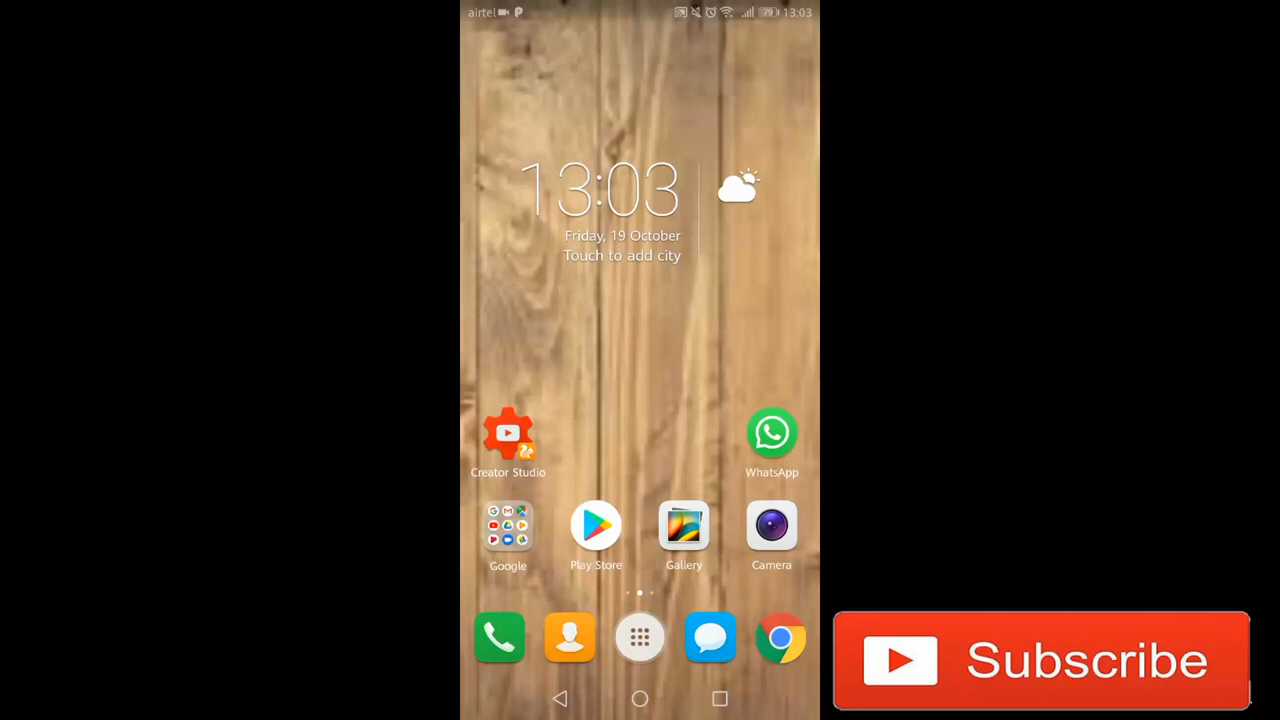 airtel
79 13:03
13:03
Friday, 19 October
Touch to add city
Creator Studio
WhatsApp
Google
Play Store
Gallery
Camera
Subscribe